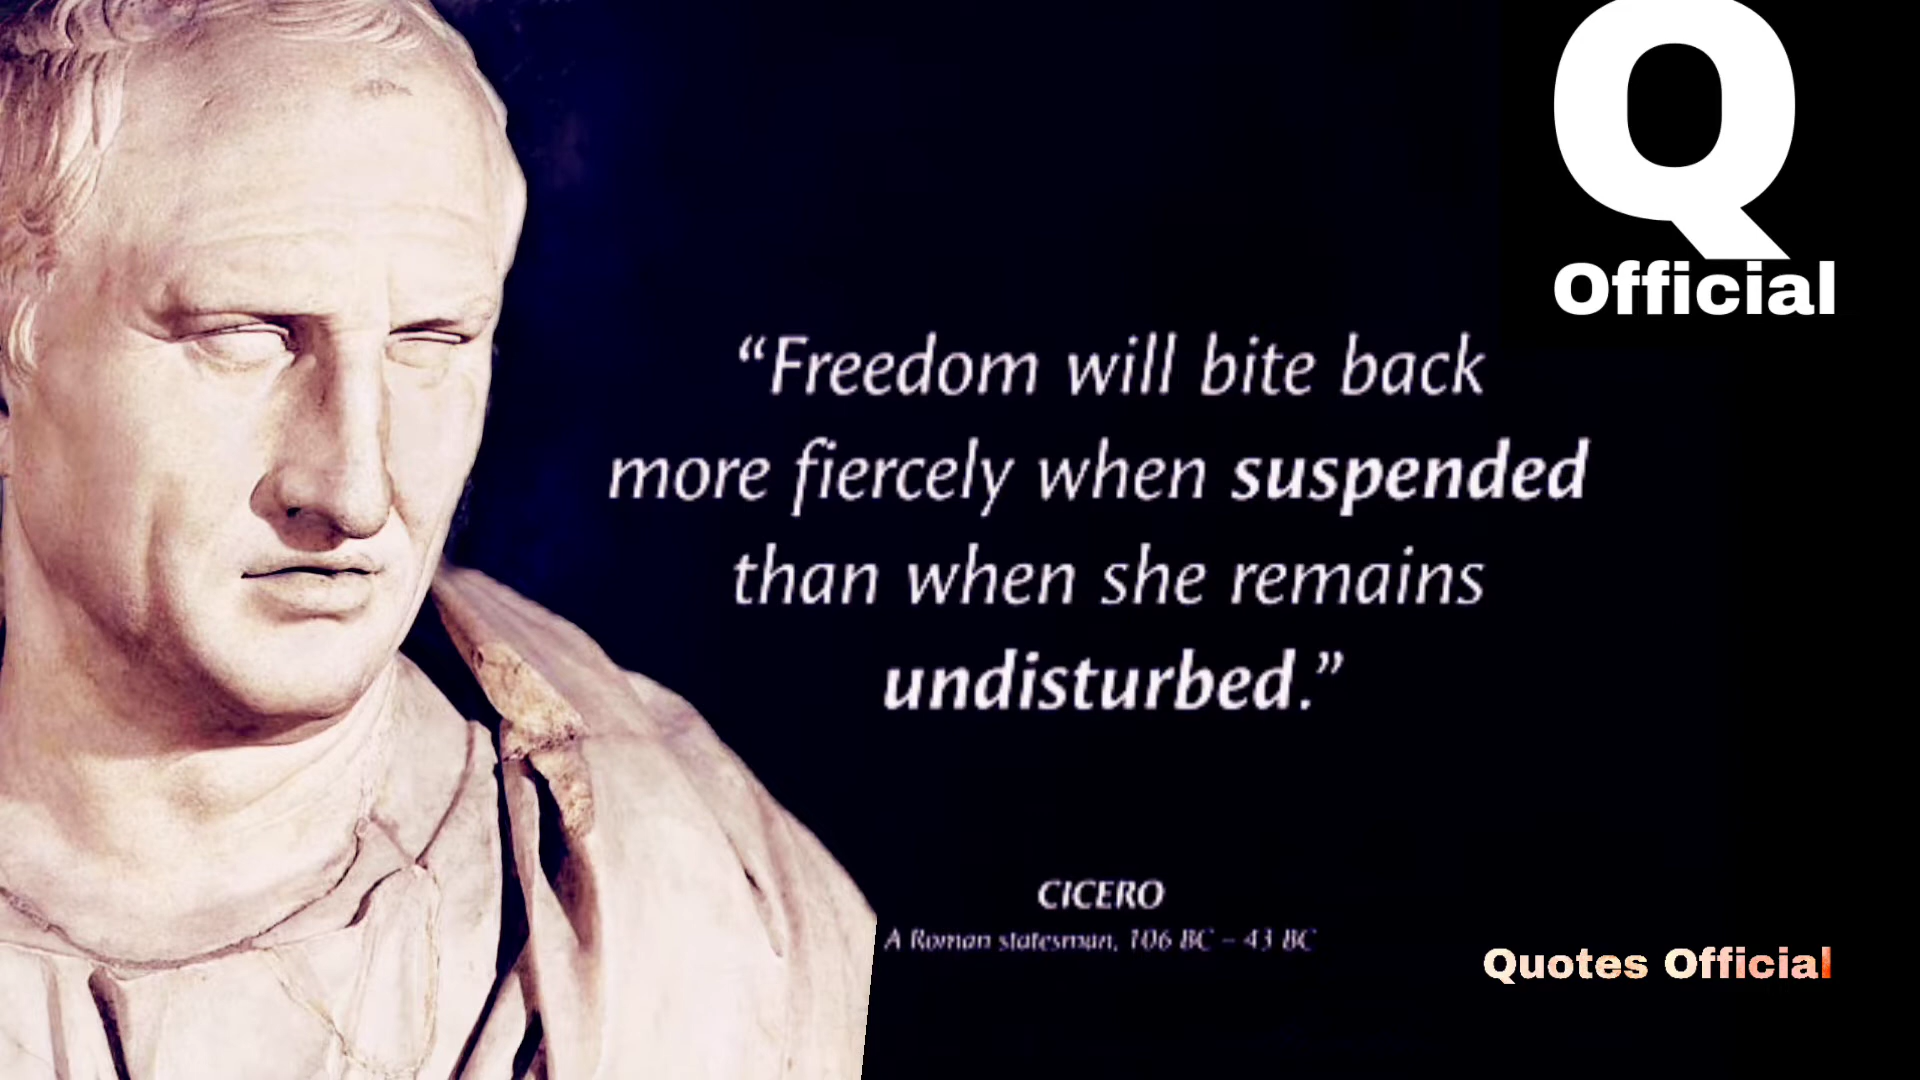 Q
Official
“Freedom will bite back
more fiercely when suspended
than when she remains
undisturbed.”
CICERO
A Roman statesman, 106 BC – 43 BC
Quotes Official